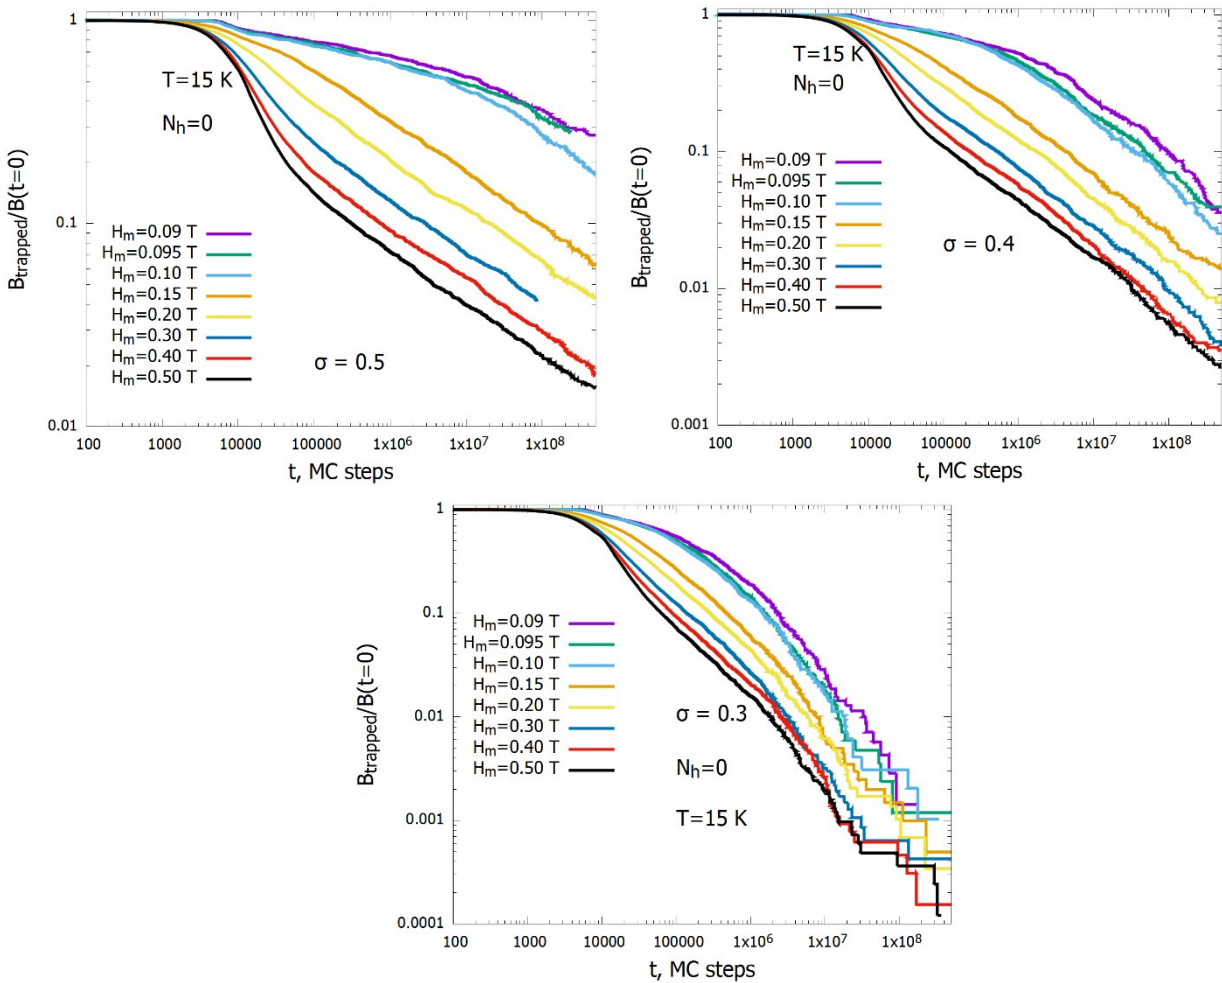 1
0.1
0.01
B_trapped/B(t=0)
T=15 K
N_h=0
H_m=0.09 T
H_m=0.095 T
H_m=0.10 T
H_m=0.15 T
H_m=0.20 T
H_m=0.30 T
H_m=0.40 T
H_m=0.50 T
σ = 0.5
100 1000 10000 100000 1x10^6 1x10^7 1x10^8
t, MC steps
1
0.1
0.01
0.001
B_trapped/B(t=0)
T=15 K
N_h=0
H_m=0.09 T
H_m=0.095 T
H_m=0.10 T
H_m=0.15 T
H_m=0.20 T
H_m=0.30 T
H_m=0.40 T
H_m=0.50 T
σ = 0.4
100 1000 10000 100000 1x10^6 1x10^7 1x10^8
t, MC steps
1
0.1
0.01
0.001
0.0001
B_trapped/B(t=0)
H_m=0.09 T
H_m=0.095 T
H_m=0.10 T
H_m=0.15 T
H_m=0.20 T
H_m=0.30 T
H_m=0.40 T
H_m=0.50 T
σ = 0.3
N_h=0
T=15 K
100 1000 10000 100000 1x10^6 1x10^7 1x10^8
t, MC steps